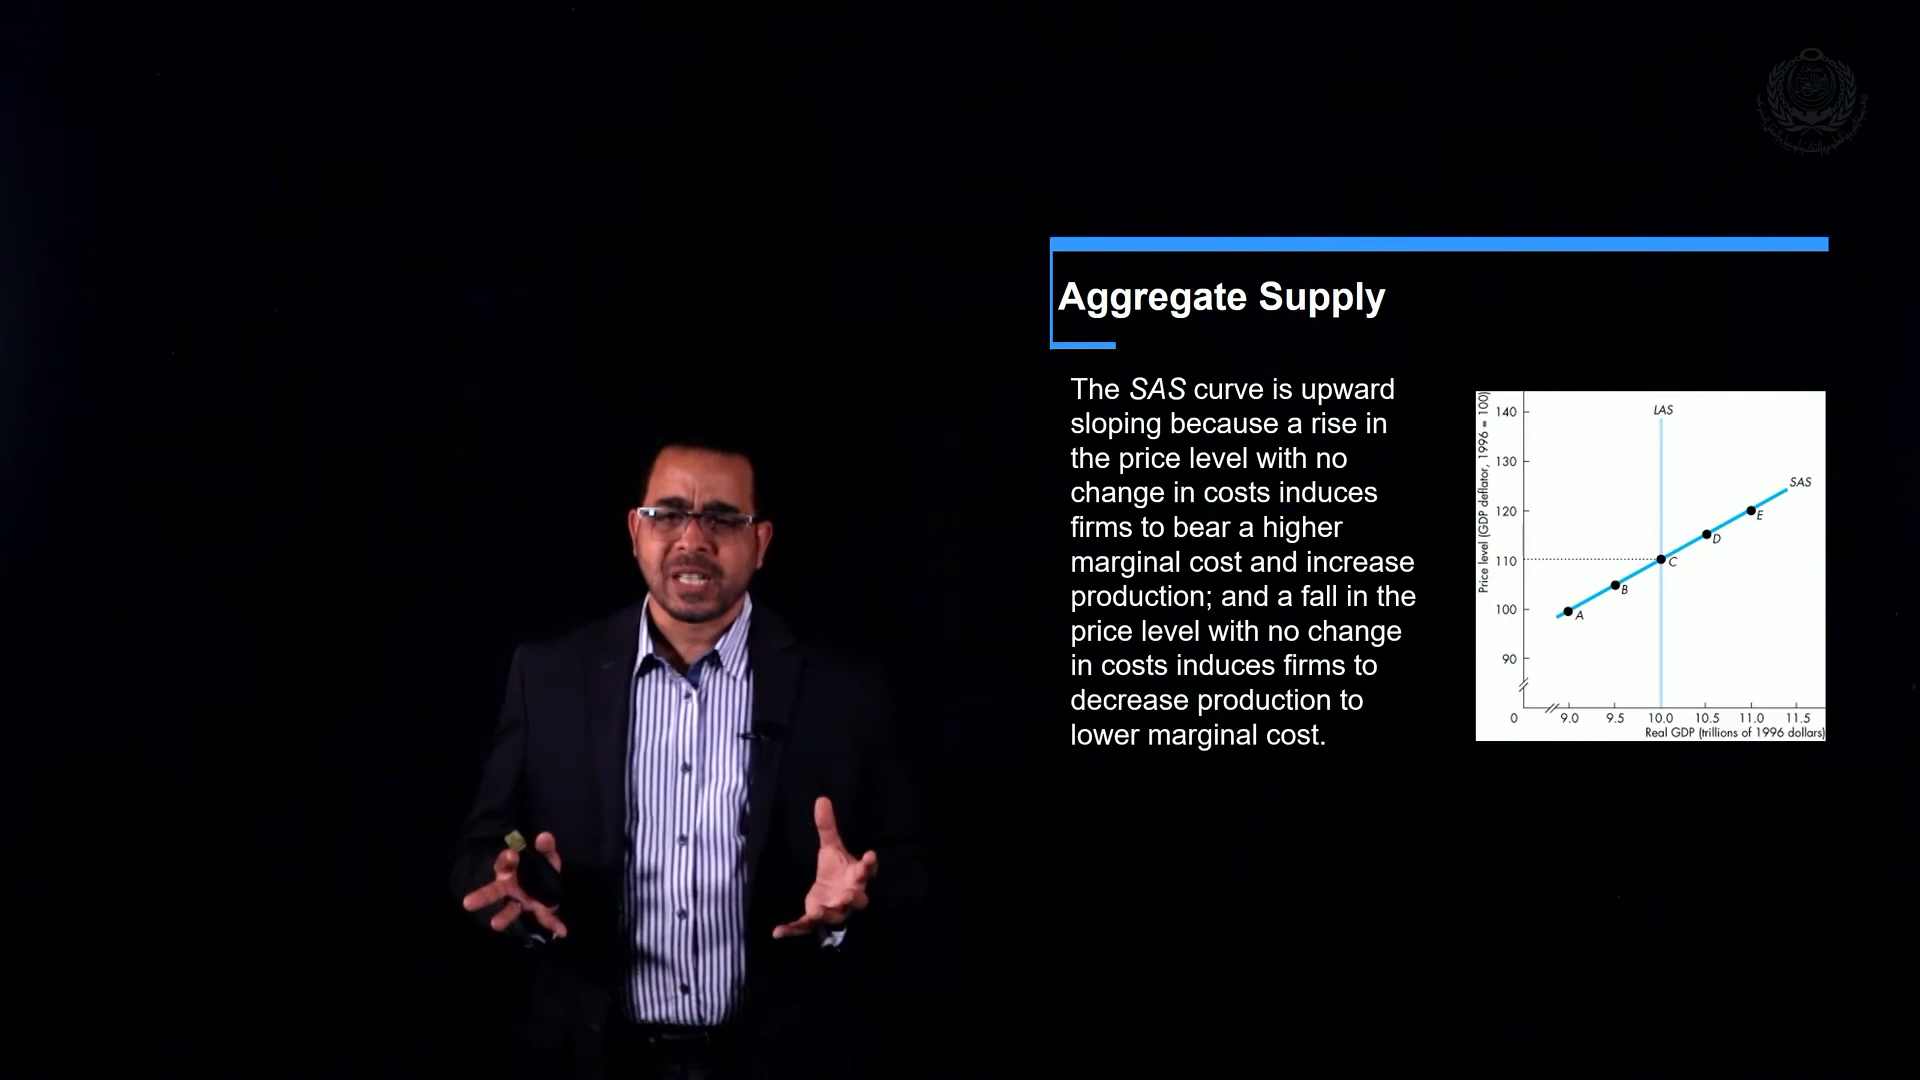 Aggregate Supply
The SAS curve is upward
sloping because a rise in
the price level with no
change in costs induces
firms to bear a higher
marginal cost and increase
production; and a fall in the
price level with no change
in costs induces firms to
decrease production to
lower marginal cost.
Price level (GDP deflator, 1996 = 100)
140
130
120
110
100
90
0
LAS
SAS
A
B
C
D
E
9.0 9.5 10.0 10.5 11.0 11.5
Real GDP (trillions of 1996 dollars)